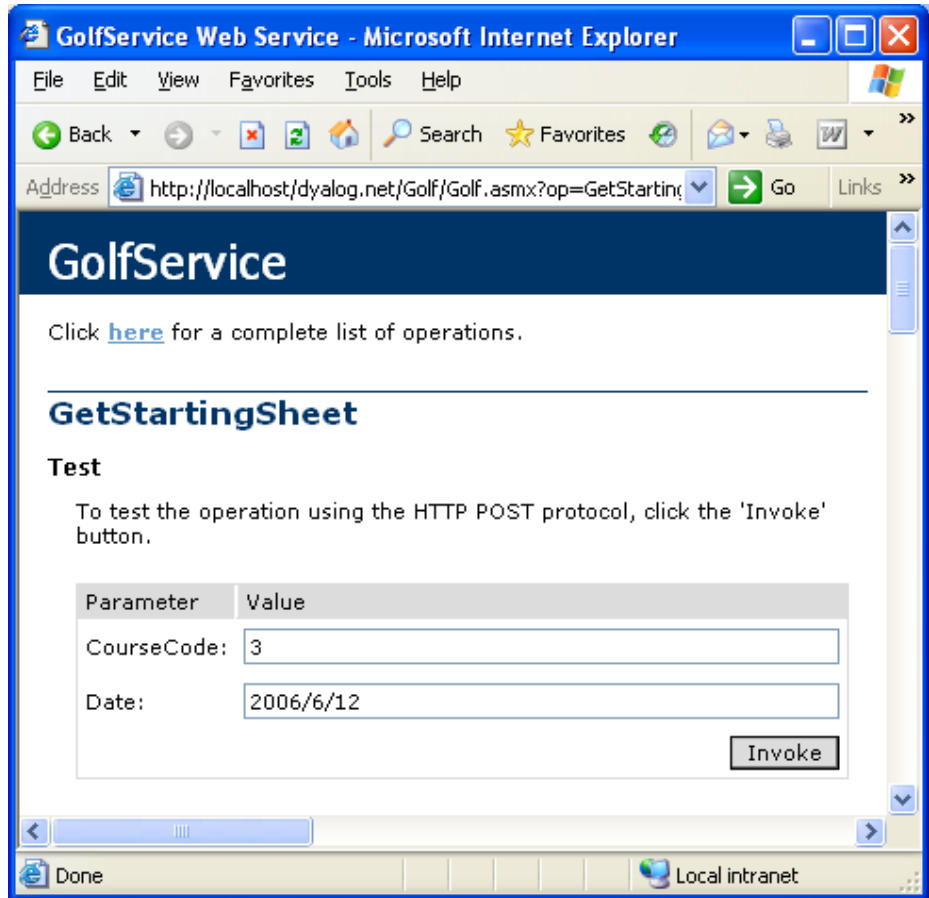 GolfService Web Service - Microsoft Internet Explorer
File Edit View Favorites Tools Help
Back Search Favorites W »
Address http://localhost/dyalog.net/Golf/Golf.asmx?op=GetStarting Go Links »
GolfService
Click here for a complete list of operations.
GetStartingSheet
Test
To test the operation using the HTTP POST protocol, click the 'Invoke'
button.
Parameter Value
CourseCode: 3
Date: 2006/6/12
Invoke
Done Local intranet